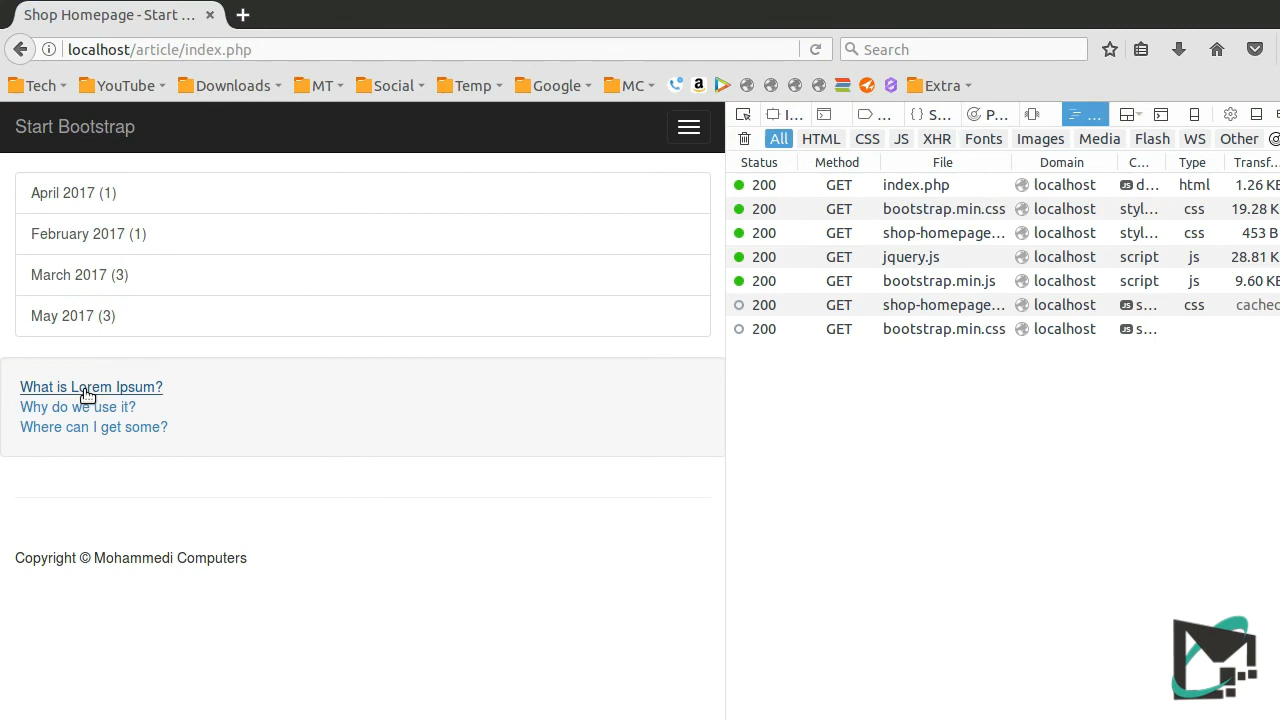 Shop Homepage - Start ...
localhost/article/index.php
Search
Tech YouTube Downloads MT Social Temp Google MC Extra
Start Bootstrap
I... ... { } S... P... ...
All HTML CSS JS XHR Fonts Images Media Flash WS Other
Status Method File Domain C... Type Transf...
April 2017 (1)
February 2017 (1)
March 2017 (3)
May 2017 (3)
What is Lorem Ipsum?
Why do we use it?
Where can I get some?
Copyright © Mohammedi Computers
200 GET index.php localhost JS d... html 1.26 KB
200 GET bootstrap.min.css localhost styl... css 19.28 K
200 GET shop-homepage... localhost styl... css 453 B
200 GET jquery.js localhost script js 28.81 K
200 GET bootstrap.min.js localhost script js 9.60 KB
200 GET shop-homepage... localhost JS s... css cached
200 GET bootstrap.min.css localhost JS s...